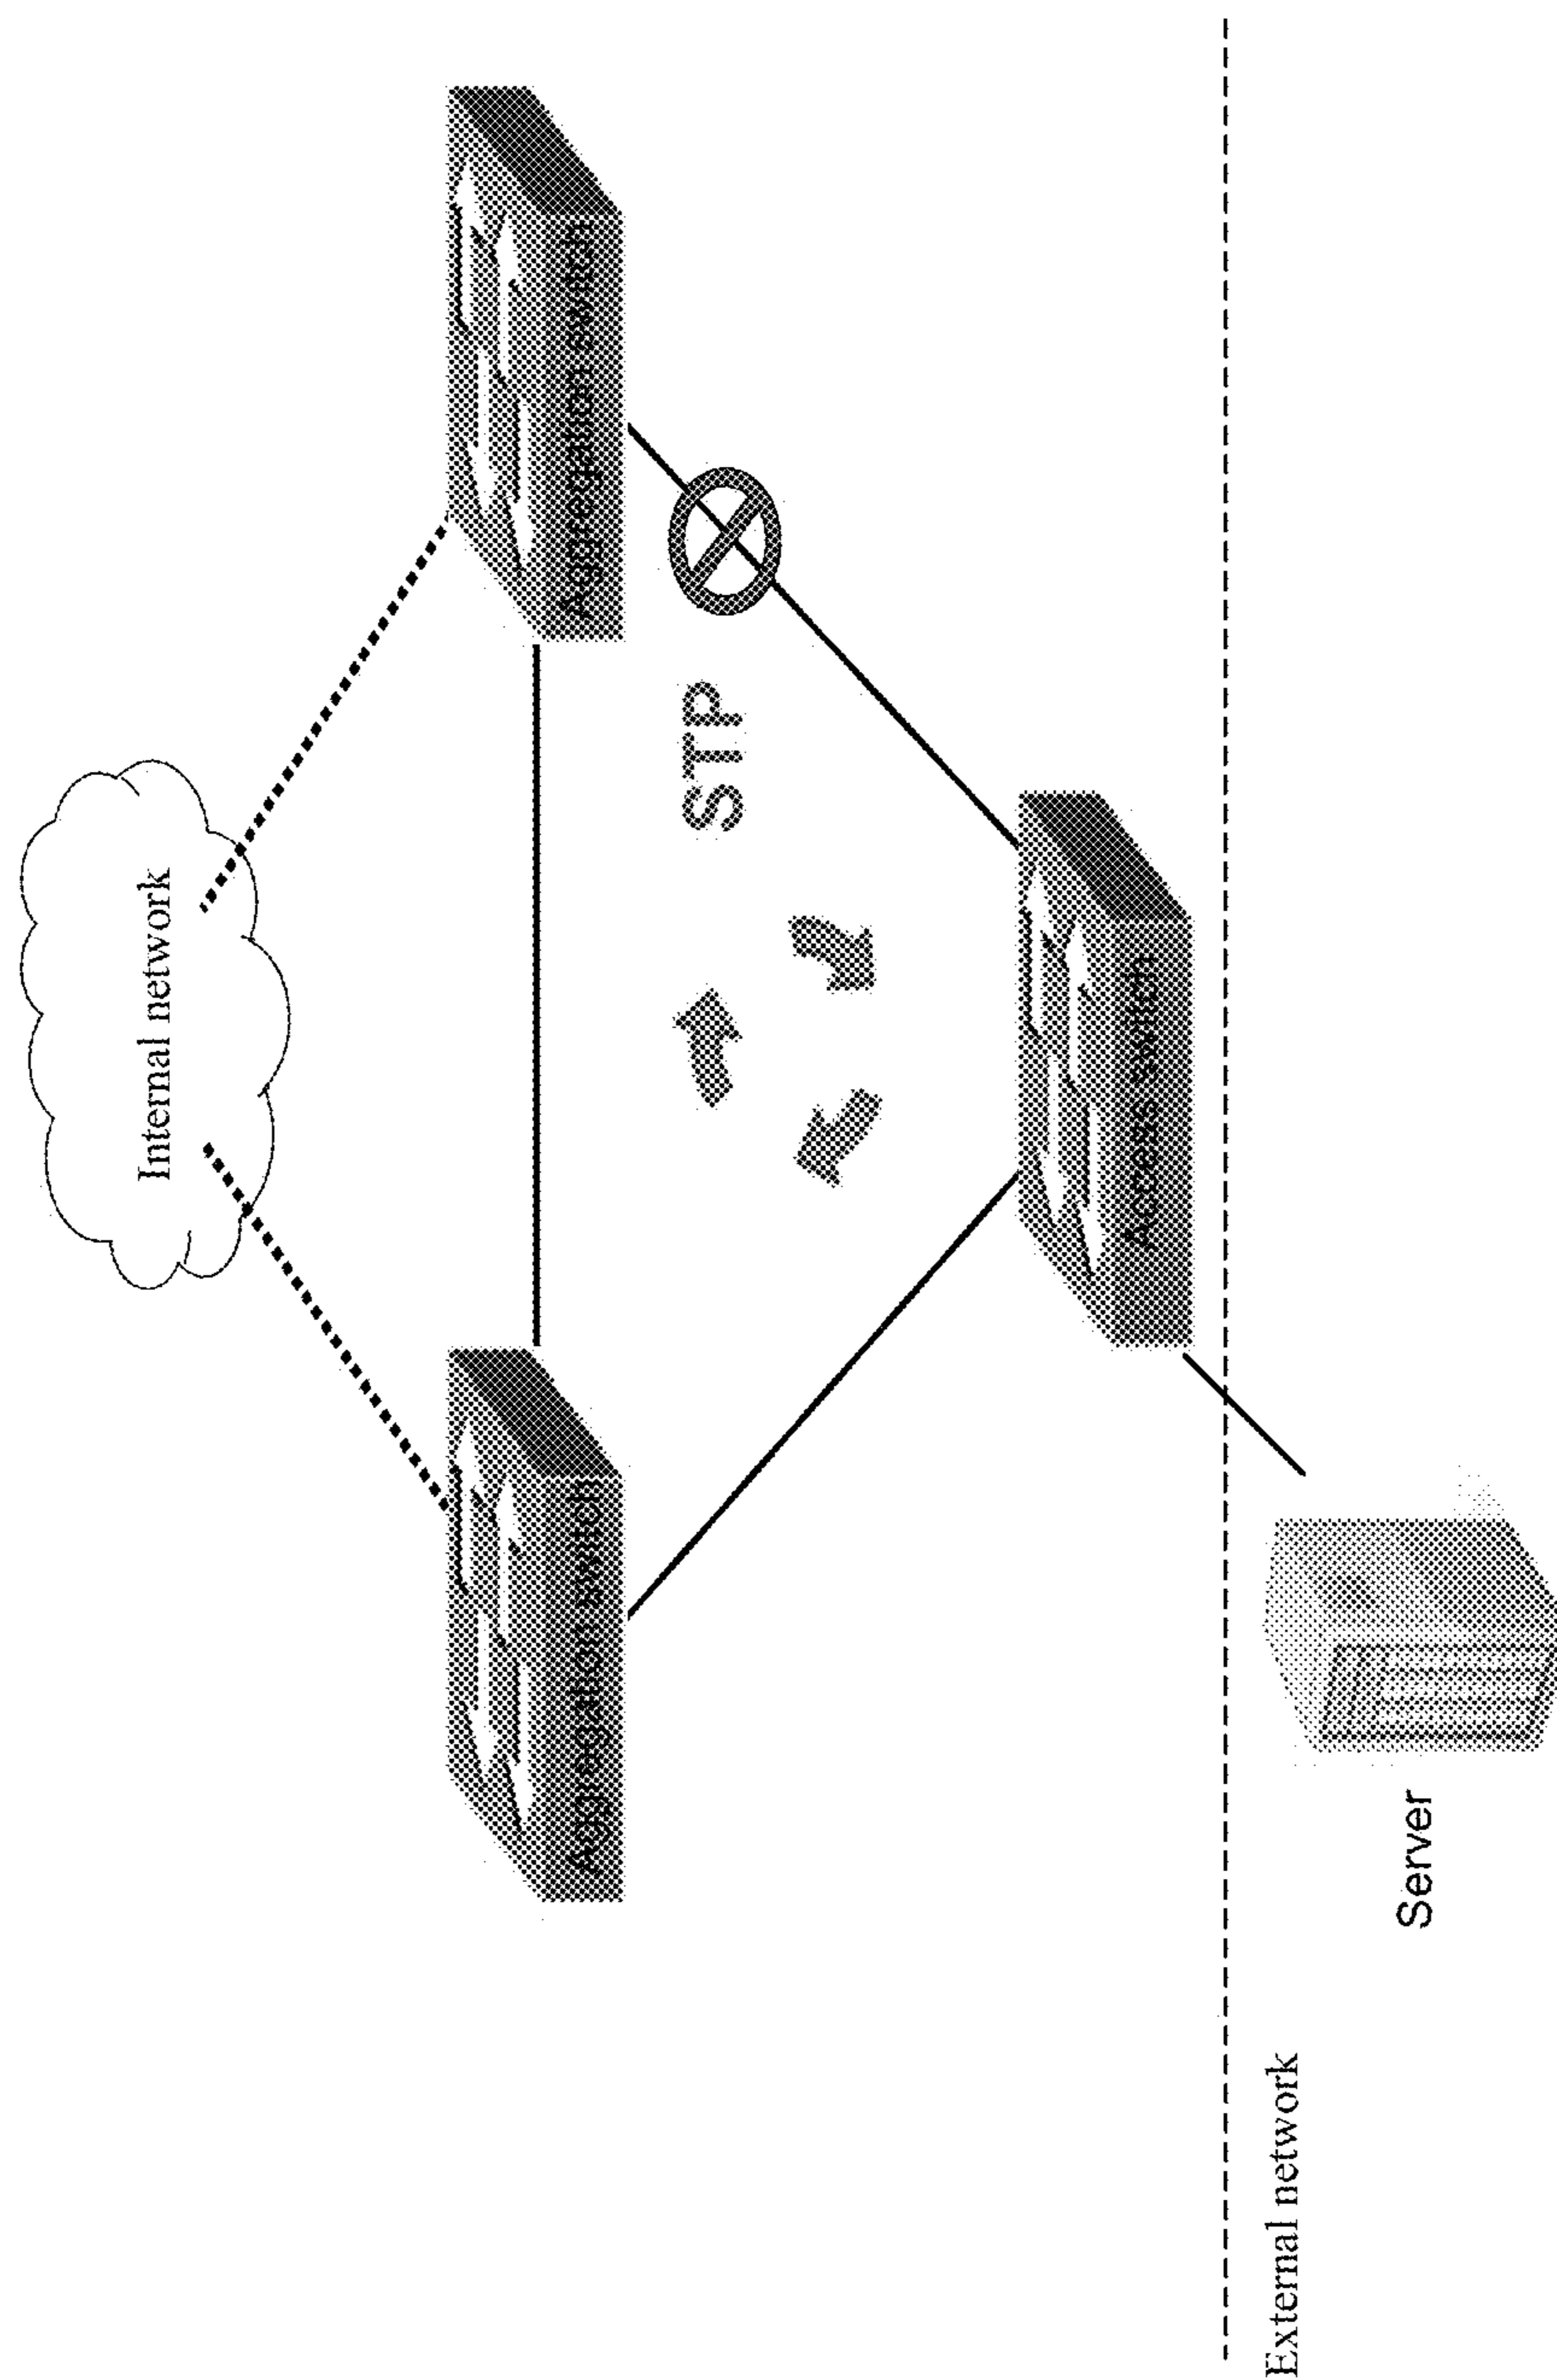 Internal network
Aggregation switch
Aggregation switch
STP
Access switch
External network
Server